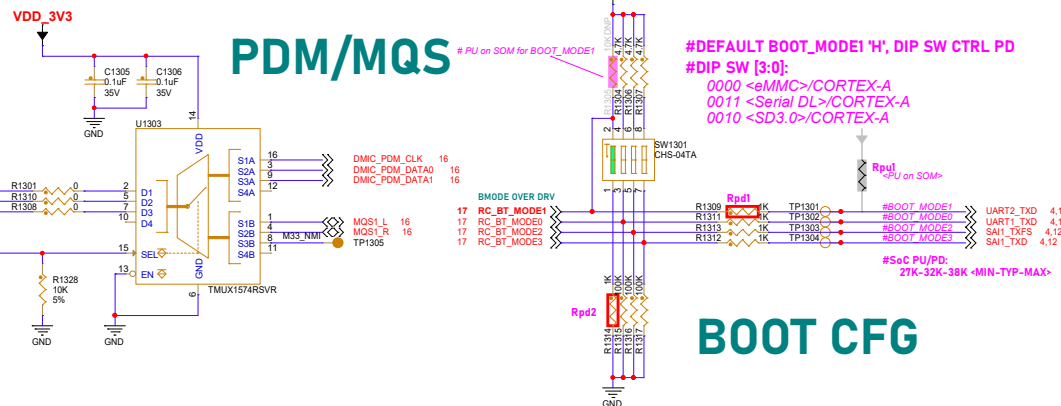 VDD_3V3
PDM/MQS
C1305
0.1uF
35V
C1306
0.1uF
35V
GND
U1303
14
VDD
S1A 16
S2A 3
S3A 9
S4A 12
S1B 1
S2B 4
S3B 8
S4B 11
DMIC_PDM_CLK 16
DMIC_PDM_DATA0 16
DMIC_PDM_DATA1 16
MQS1_L 16
MQS1_R 16
M33_NMI
TP1305
R1301 0 2 D1
R1310 0 5 D2
R1308 0 7 D3
10 D4
15 SEL
13 EN
GND
6
TMUX1574RSVR
R1328
10K
5%
GND
GND
# PU on SOM for BOOT_MODE1
10KDNP
4.7K
4.7K
4.7K
R1305
R1304
R1306
R1307
2 4 6 8
SW1301
CHS-04TA
1 3 5 7
#DEFAULT BOOT_MODE1 'H', DIP SW CTRL PD
#DIP SW [3:0]:
0000 <eMMC>/CORTEX-A
0011 <Serial DL>/CORTEX-A
0010 <SD3.0>/CORTEX-A
Rpu1
<PU on SOM>
BMODE OVER DRV
17 RC_BT_MODE1
17 RC_BT_MODE0
17 RC_BT_MODE2
17 RC_BT_MODE3
Rpd1
R1309 1K TP1301 #BOOT_MODE1 UART2_TXD 4,1
R1311 1K TP1302 #BOOT_MODE0 UART1_TXD 4,1
R1313 1K TP1303 #BOOT_MODE2 SAI1_TXFS 4,12
R1312 1K TP1304 #BOOT_MODE3 SAI1_TXD 4,12
#SoC PU/PD:
27K-32K-38K <MIN-TYP-MAX>
1K
100K
100K
100K
Rpd2
R1314
R1315
R1316
R1317
GND
BOOT CFG